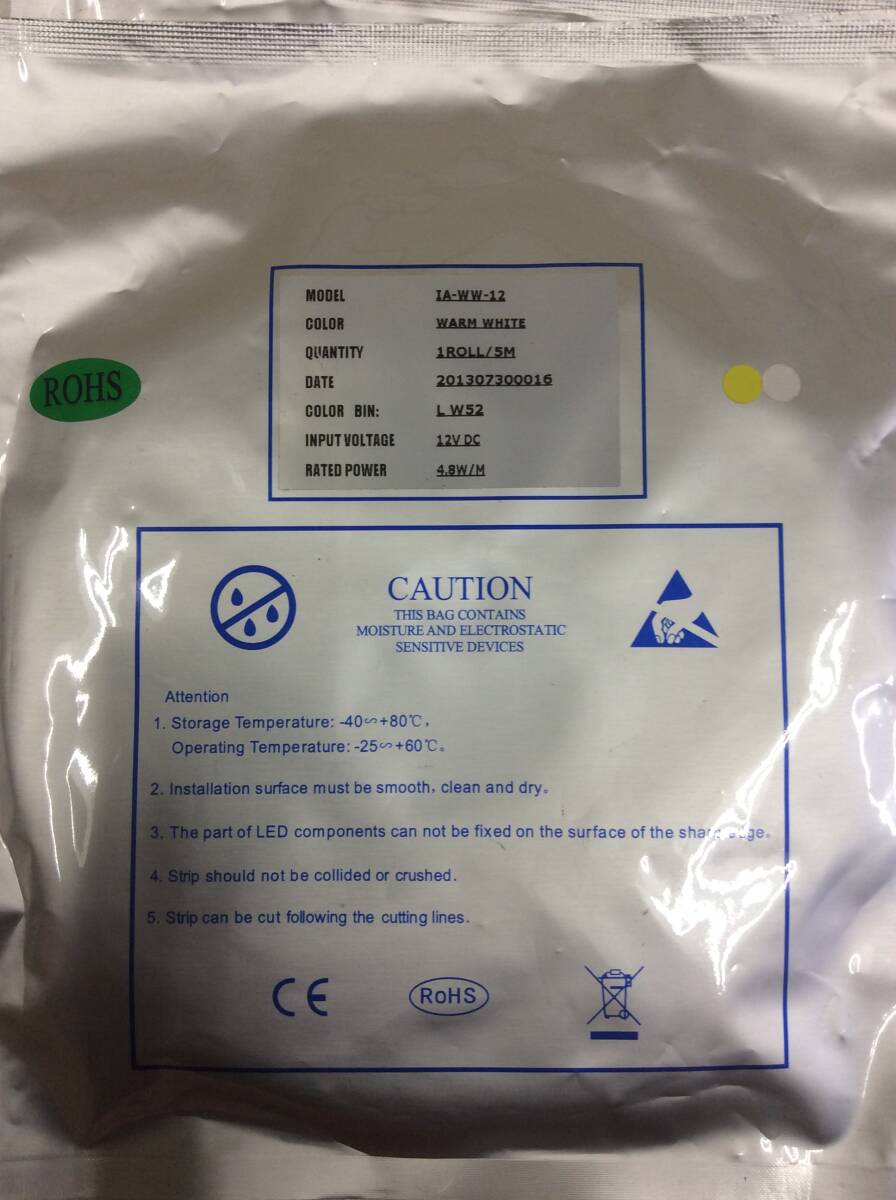 MODEL IA-WW-12
COLOR WARM WHITE
QUANTITY 1ROLL/5M
ROHS
DATE 201307300016
COLOR BIN: L W52
INPUT VOLTAGE 12V DC
RATED POWER 4.8W/M
CAUTION
THIS BAG CONTAINS
MOISTURE AND ELECTROSTATIC
SENSITIVE DEVICES
Attention
1. Storage Temperature: -40∽+80℃,
Operating Temperature: -25∽+60℃。
2. Installation surface must be smooth, clean and dry。
3. The part of LED components can not be fixed on the surface of the sharp edge。
4. Strip should not be collided or crushed.
5. Strip can be cut following the cutting lines.
CE RoHS